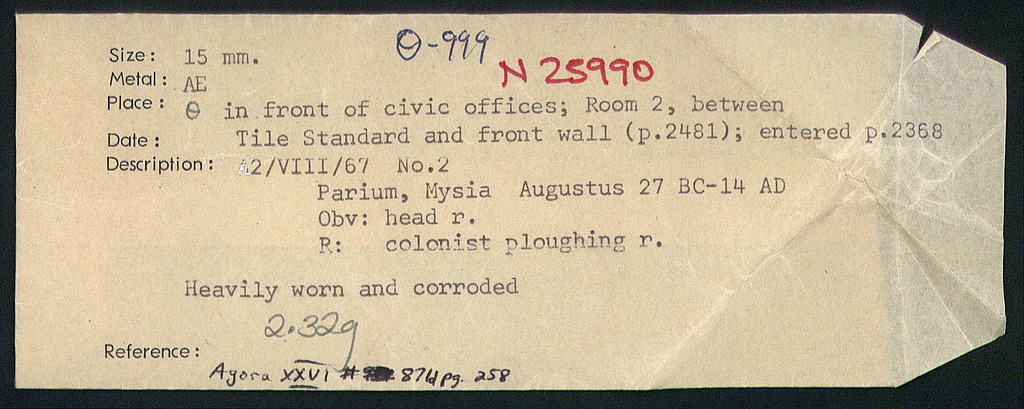 Θ-999
N 25990
Size: 15 mm.
Metal: AE
Place: Θ in front of civic offices; Room 2, between
Tile Standard and front wall (p.2481); entered p.2368
Date:
Description: 2/VIII/67 No.2
Parium, Mysia Augustus 27 BC-14 AD
Obv: head r.
R: colonist ploughing r.
Heavily worn and corroded
2.32g
Reference:
Agora XXVI # 871d pg. 258